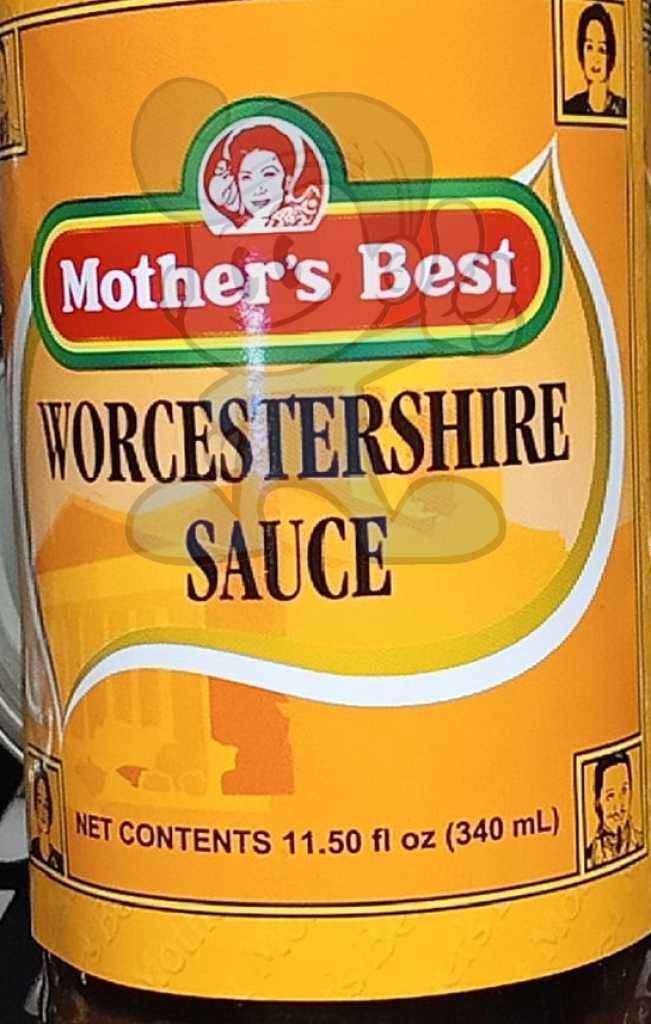 Mother's Best
WORCESTERSHIRE
SAUCE
NET CONTENTS 11.50 fl oz (340 mL)